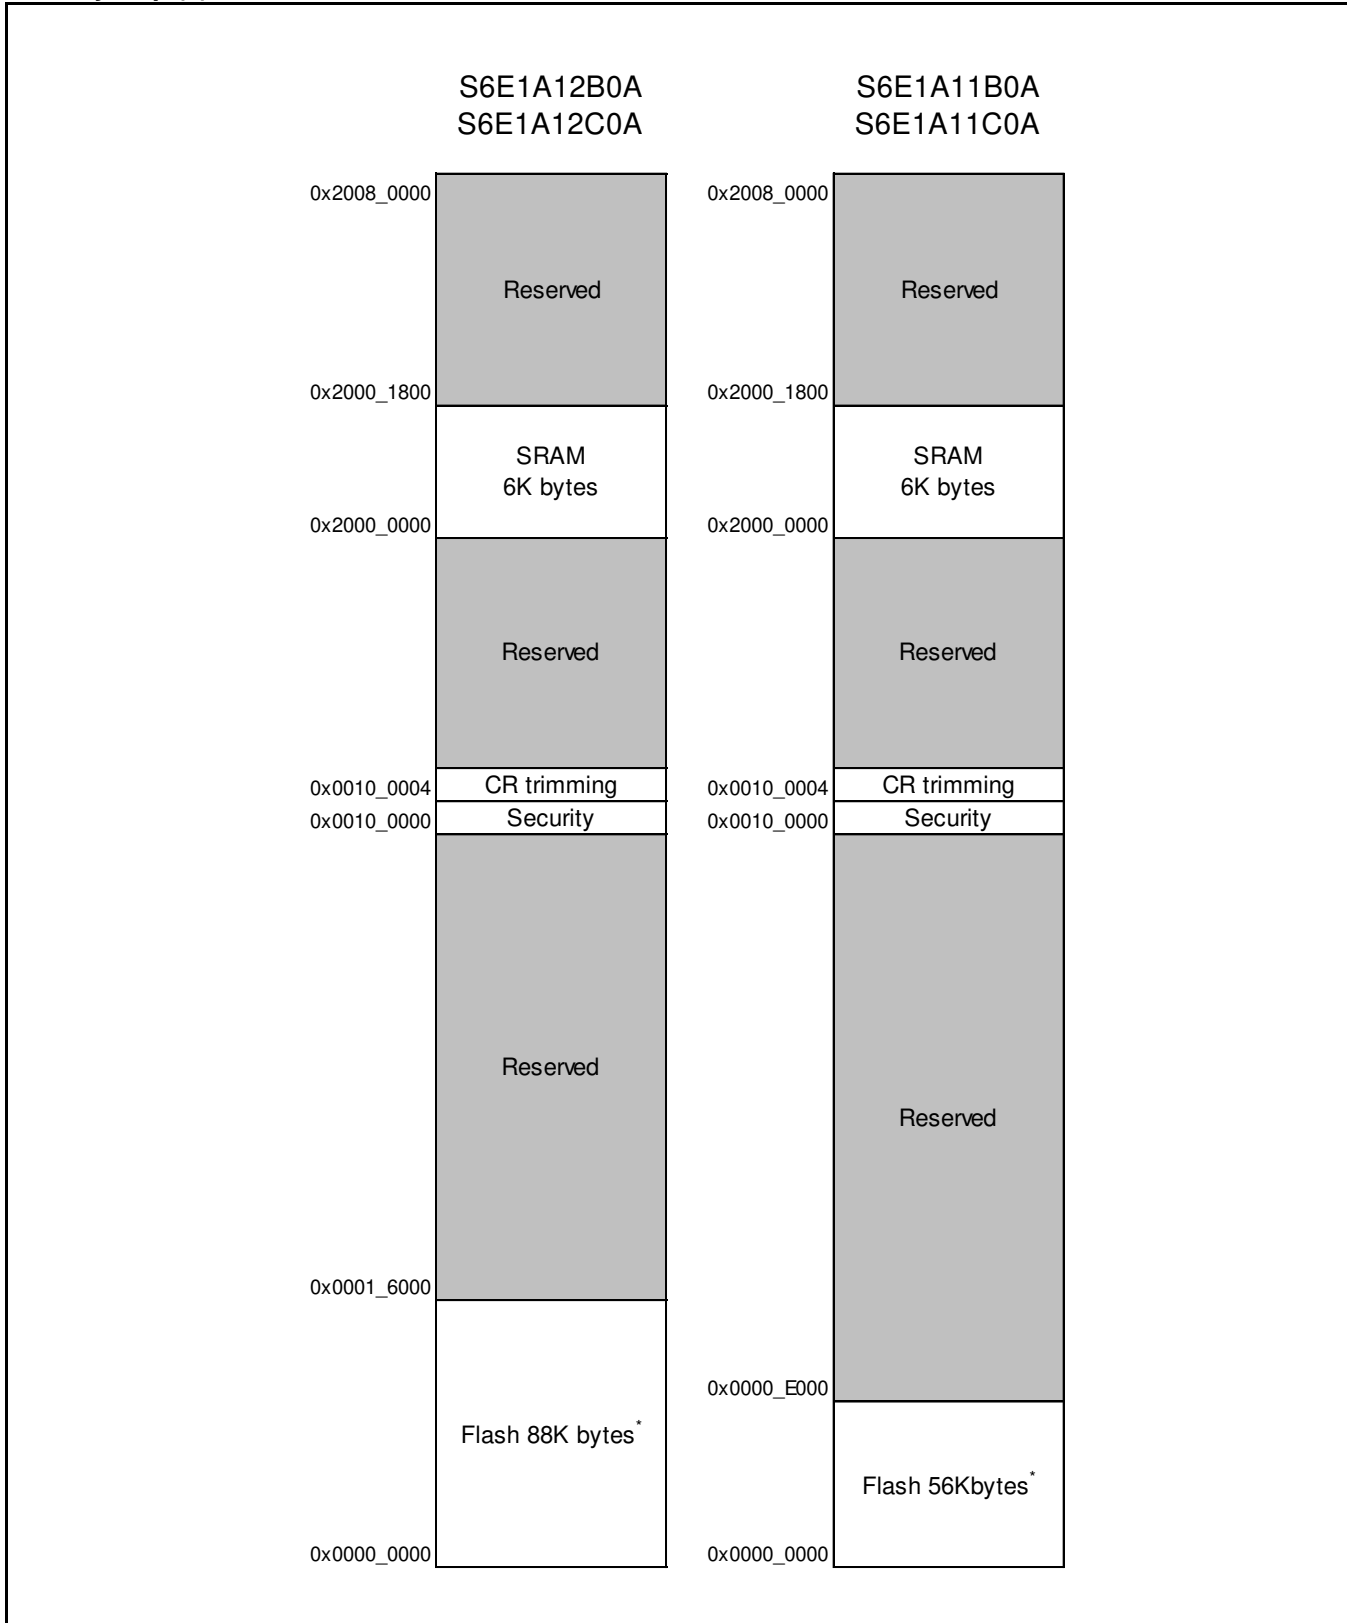 S6E1A12B0A
S6E1A12C0A
0x2008_0000
Reserved
0x2000_1800
SRAM
6K bytes
0x2000_0000
Reserved
0x0010_0004
CR trimming
0x0010_0000
Security
Reserved
0x0001_6000
Flash 88K bytes*
0x0000_0000
S6E1A11B0A
S6E1A11C0A
0x2008_0000
Reserved
0x2000_1800
SRAM
6K bytes
0x2000_0000
Reserved
0x0010_0004
CR trimming
0x0010_0000
Security
Reserved
0x0000_E000
Flash 56Kbytes*
0x0000_0000